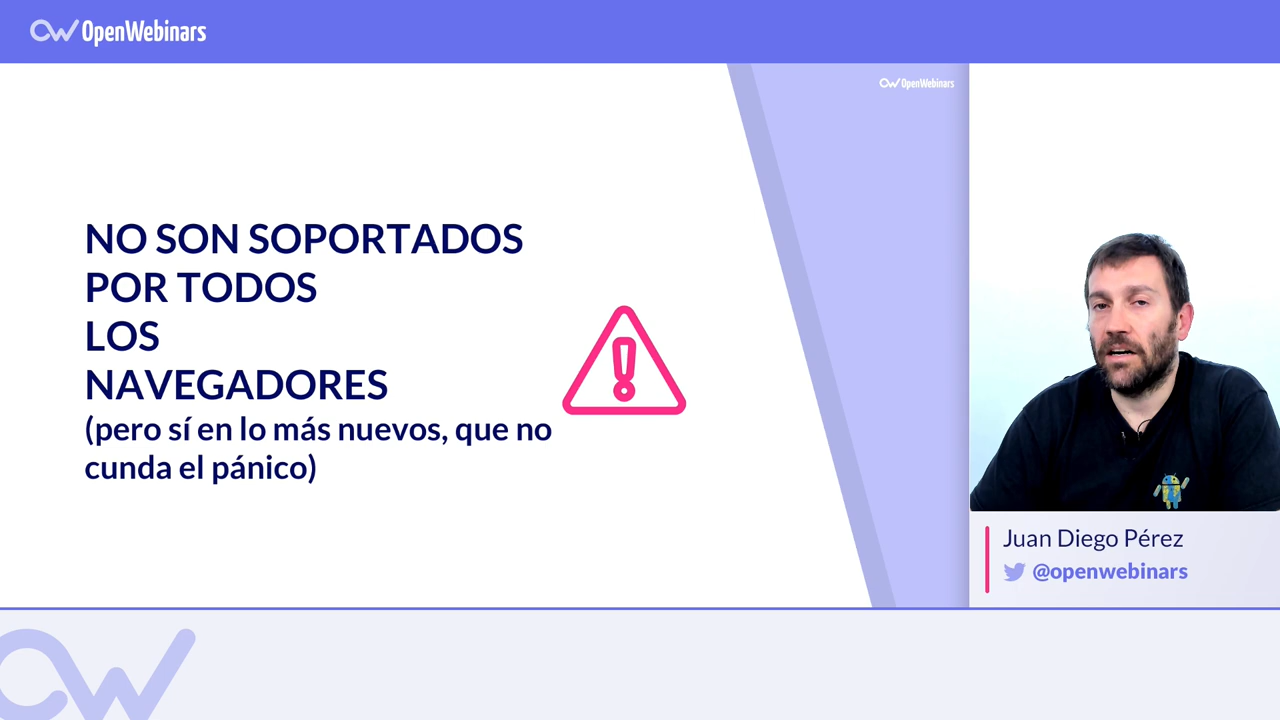 OpenWebinars
OpenWebinars
NO SON SOPORTADOS
POR TODOS
LOS
NAVEGADORES
(pero sí en lo más nuevos, que no
cunda el pánico)
Juan Diego Pérez
@openwebinars